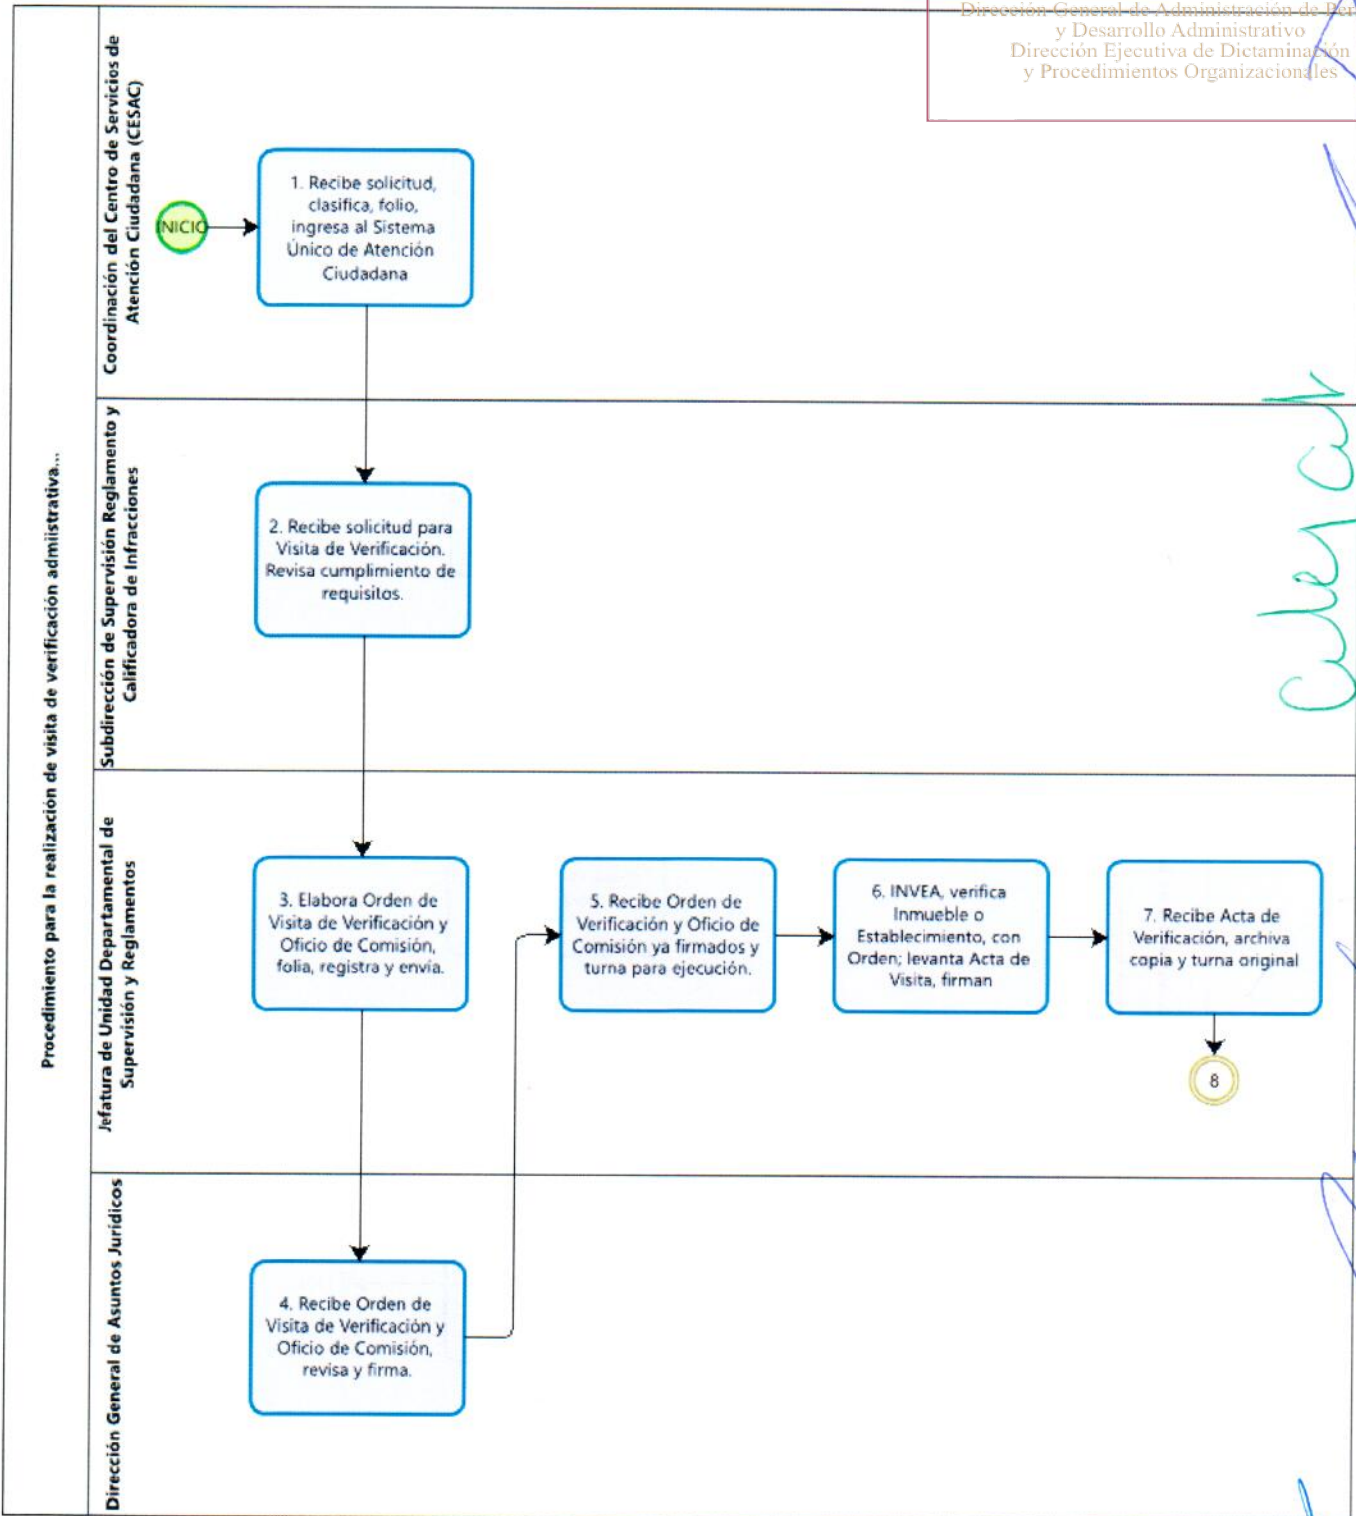 Dirección General de Administración de
y Desarrollo Administrativo
Dirección Ejecutiva de Dictaminación
y Procedimientos Organizacionales
Procedimiento para la realización de visita de verificación admiistrativa...
Coordinación del Centro de Servicios de
Atención Ciudadana (CESAC)
INICIO
1. Recibe solicitud,
clasifica, folio,
ingresa al Sistema
Único de Atención
Ciudadana
Subdirección de Supervisión Reglamento y
Calificadora de Infracciones
2. Recibe solicitud para
Visita de Verificación.
Revisa cumplimiento de
requisitos.
Jefatura de Unidad Departamental de
Supervisión y Reglamentos
3. Elabora Orden de
Visita de Verificación y
Oficio de Comisión,
folia, registra y envía.
5. Recibe Orden de
Verificación y Oficio de
Comisión ya firmados y
turna para ejecución.
6. INVEA, verifica
Inmueble o
Establecimiento, con
Orden; levanta Acta de
Visita, firman
7. Recibe Acta de
Verificación, archiva
copia y turna original
8
Dirección General de Asuntos Jurídicos
4. Recibe Orden de
Visita de Verificación y
Oficio de Comisión,
revisa y firma.